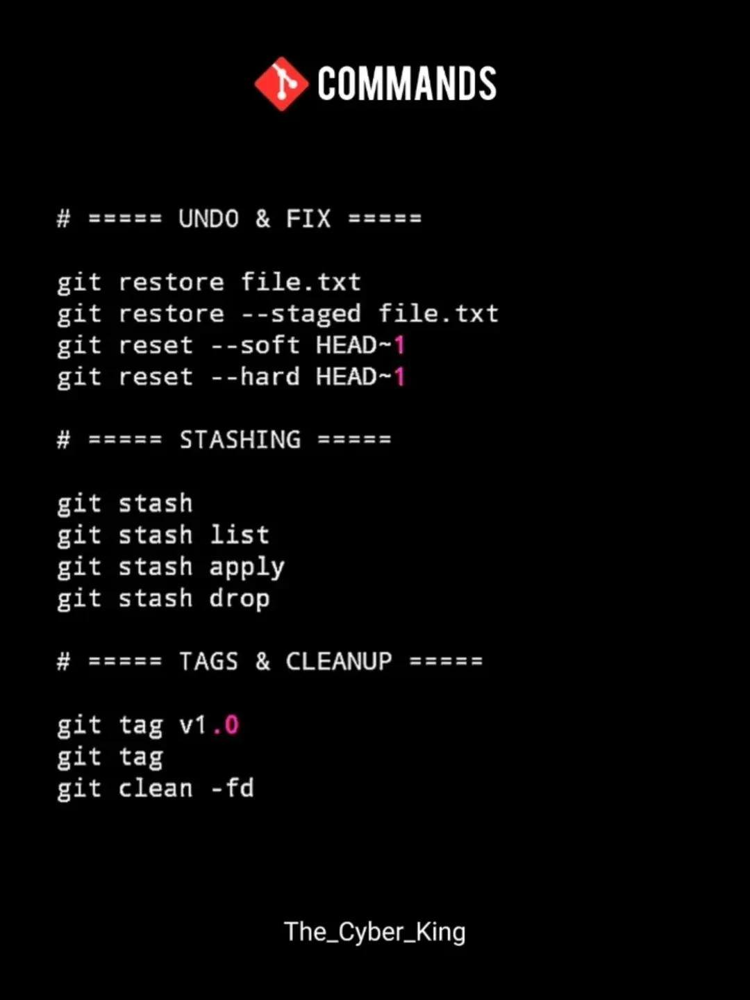 COMMANDS
# ===== UNDO & FIX =====
git restore file.txt
git restore --staged file.txt
git reset --soft HEAD~1
git reset --hard HEAD~1
# ===== STASHING =====
git stash
git stash list
git stash apply
git stash drop
# ===== TAGS & CLEANUP =====
git tag v1.0
git tag
git clean -fd
The_Cyber_King